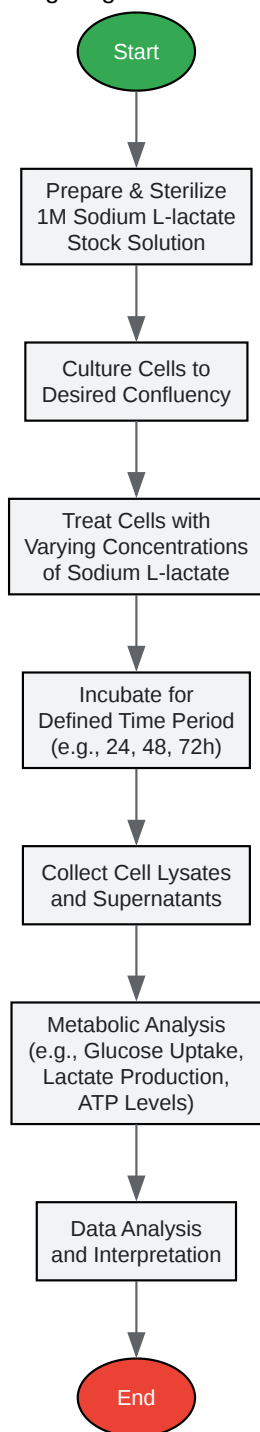 Start
Prepare & Sterilize
1M Sodium L-lactate
Stock Solution
Culture Cells to
Desired Confluency
Treat Cells with
Varying Concentrations
of Sodium L-lactate
Incubate for
Defined Time Period
(e.g., 24, 48, 72h)
Collect Cell Lysates
and Supernatants
Metabolic Analysis
(e.g., Glucose Uptake,
Lactate Production,
ATP Levels)
Data Analysis
and Interpretation
End